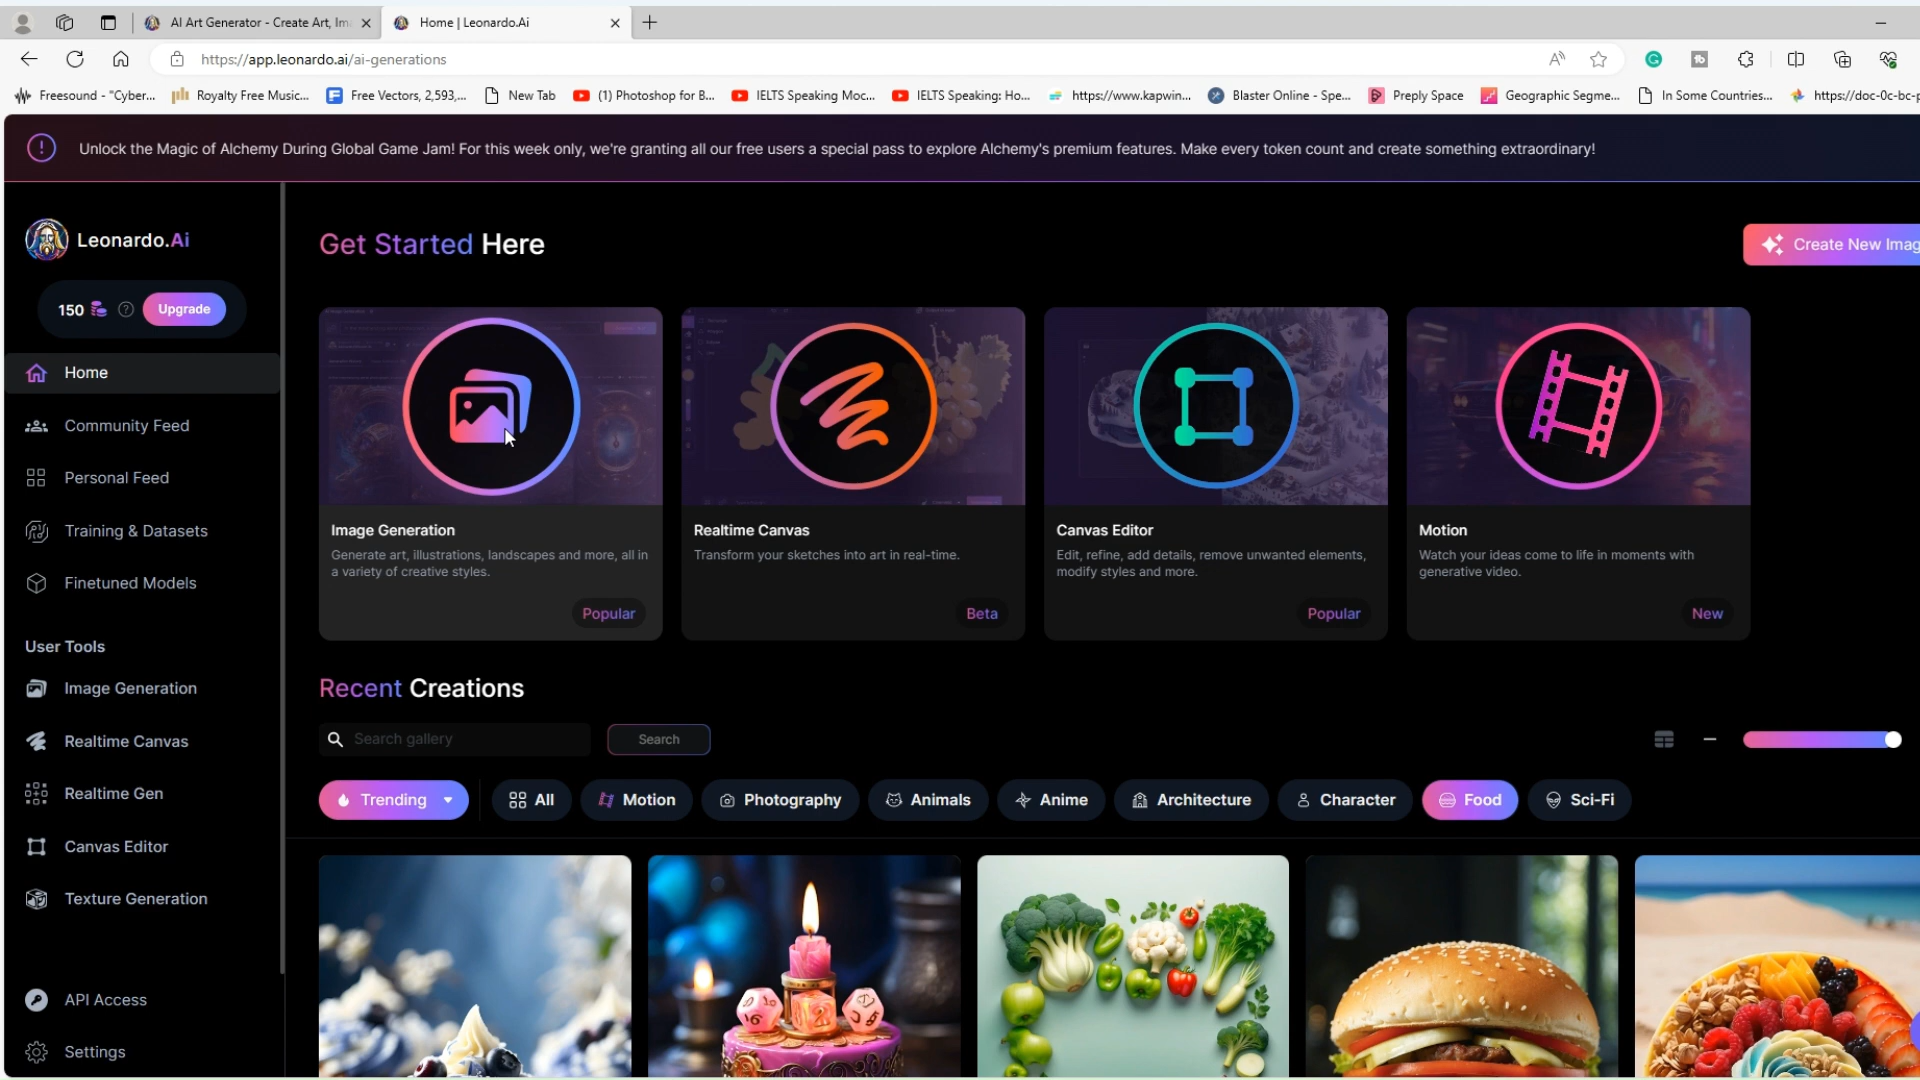 AI Art Generator - Create Art, Im
Home | Leonardo.Ai
https://app.leonardo.ai/ai-generations
Freesound - "Cyber...
Royalty Free Music...
Free Vectors, 2,593,...
New Tab
(1) Photoshop for B...
IELTS Speaking Moc...
IELTS Speaking: Ho...
https://www.kapwin...
Blaster Online - Spe...
Preply Space
Geographic Segme...
In Some Countries...
https://doc-0c-bc-p
Unlock the Magic of Alchemy During Global Game Jam! For this week only, we're granting all our free users a special pass to explore Alchemy's premium features. Make every token count and create something extraordinary!
Leonardo.Ai
150
Upgrade
Home
Community Feed
Personal Feed
Training & Datasets
Finetuned Models
User Tools
Image Generation
Realtime Canvas
Realtime Gen
Canvas Editor
Texture Generation
API Access
Settings
Get Started Here
Create New Imag
Image Generation
Generate art, illustrations, landscapes and more, all in
a variety of creative styles.
Popular
Realtime Canvas
Transform your sketches into art in real-time.
Beta
Canvas Editor
Edit, refine, add details, remove unwanted elements,
modify styles and more.
Popular
Motion
Watch your ideas come to life in moments with
generative video.
New
Recent Creations
Search gallery
Search
Trending
All
Motion
Photography
Animals
Anime
Architecture
Character
Food
Sci-Fi